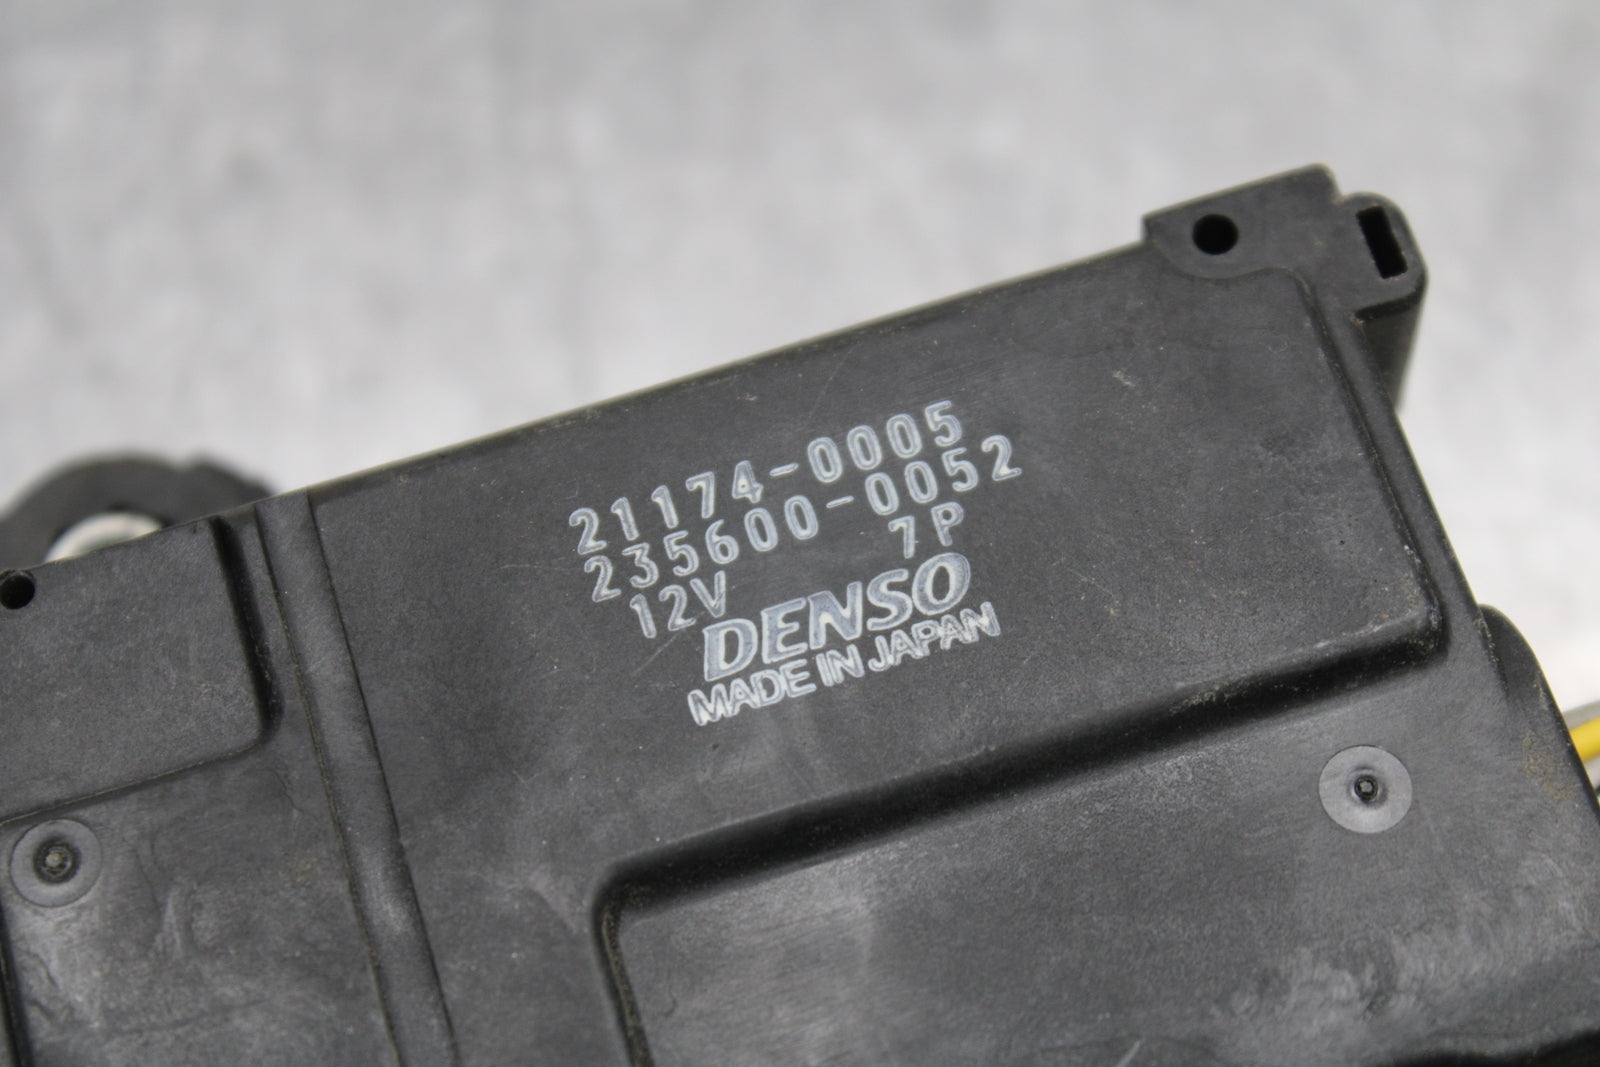 21174-0005
235600-0052
12V 7P
DENSO
MADE IN JAPAN